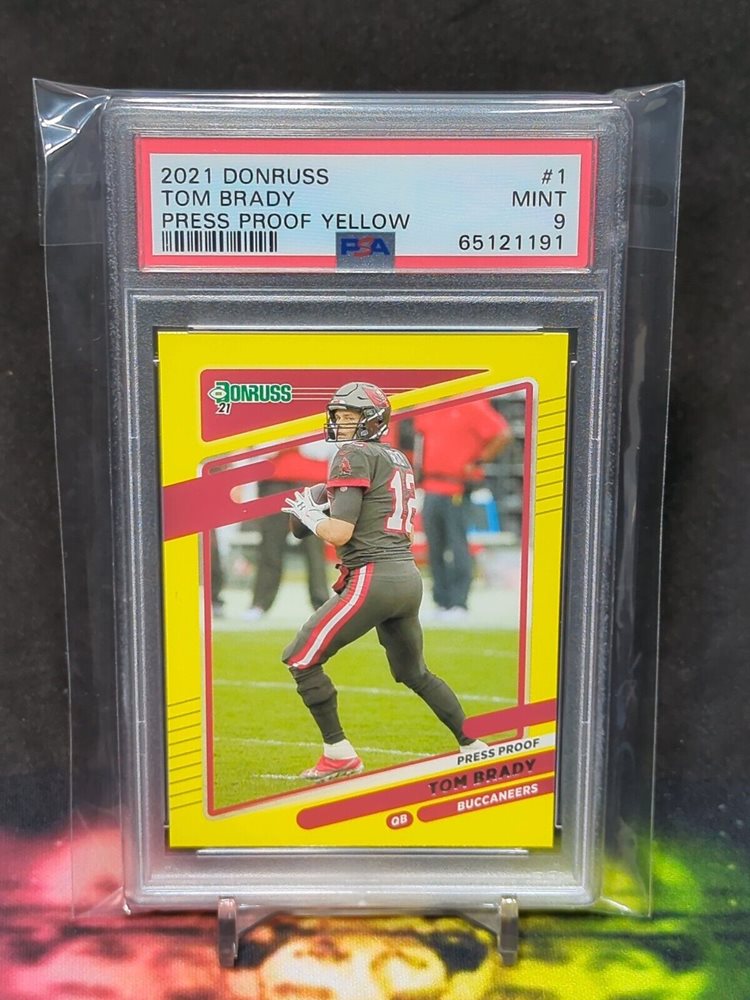 2021 DONRUSS #1
TOM BRADY MINT
PRESS PROOF YELLOW 9
PSA 65121191
DONRUSS
21
12
PRESS PROOF
TOM BRADY
QB BUCCANEERS